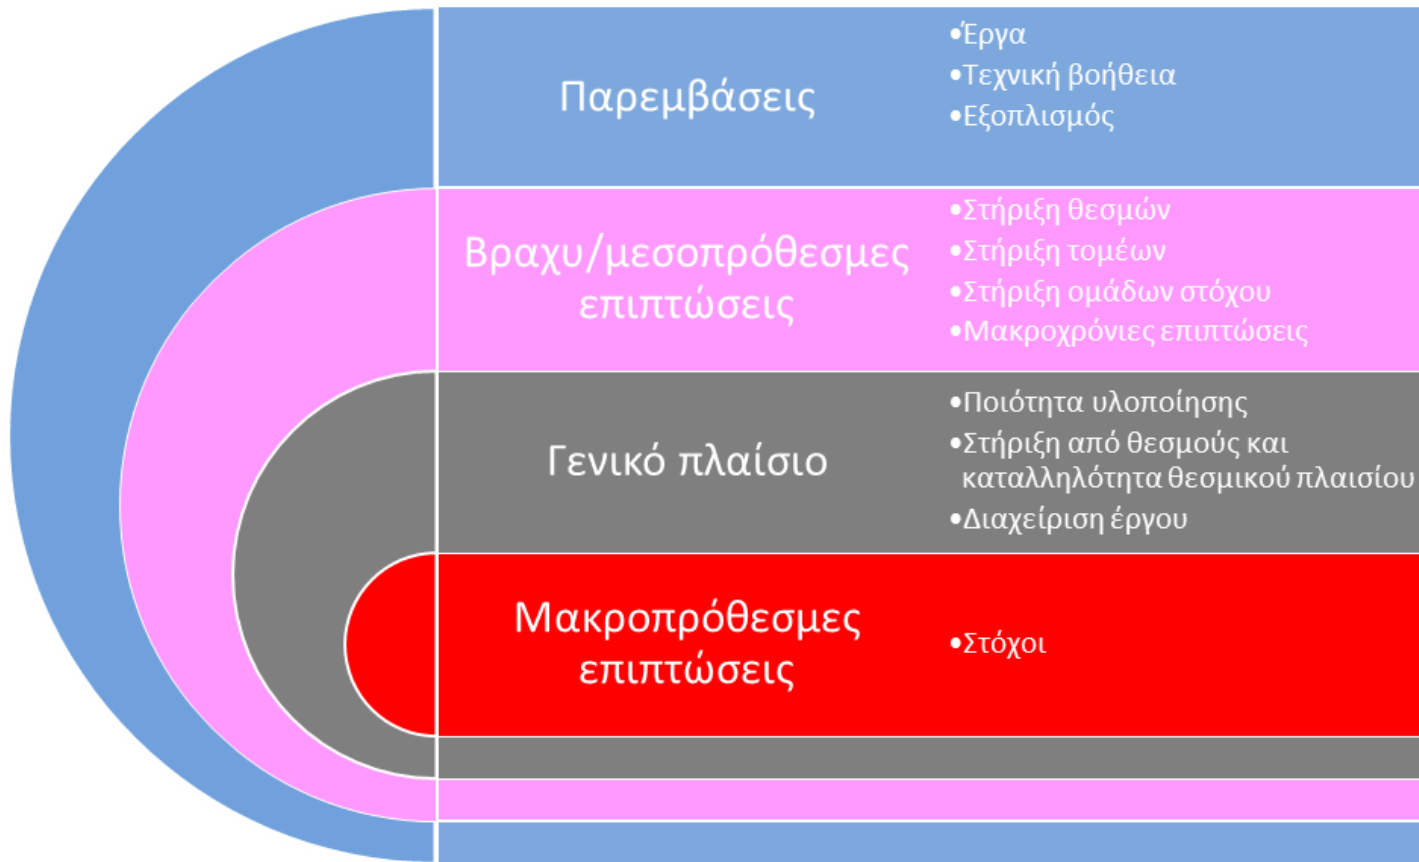 Παρεμβάσεις
•Έργα
•Τεχνική βοήθεια
•Εξοπλισμός
Βραχυ/μεσοπρόθεσμες
επιπτώσεις
•Στήριξη θεσμών
•Στήριξη τομέων
•Στήριξη ομάδων στόχου
•Μακροχρόνιες επιπτώσεις
Γενικό πλαίσιο
•Ποιότητα υλοποίησης
•Στήριξη από θεσμούς και
καταλληλότητα θεσμικού πλαισίου
•Διαχείριση έργου
Μακροπρόθεσμες
επιπτώσεις
•Στόχοι